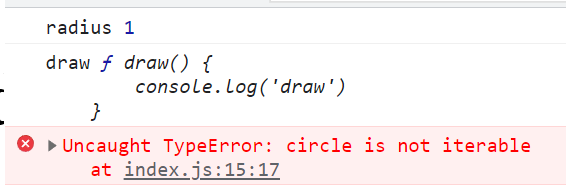 radius 1
draw ƒ draw() {
console.log('draw')
}
Uncaught TypeError: circle is not iterable
at index.js:15:17